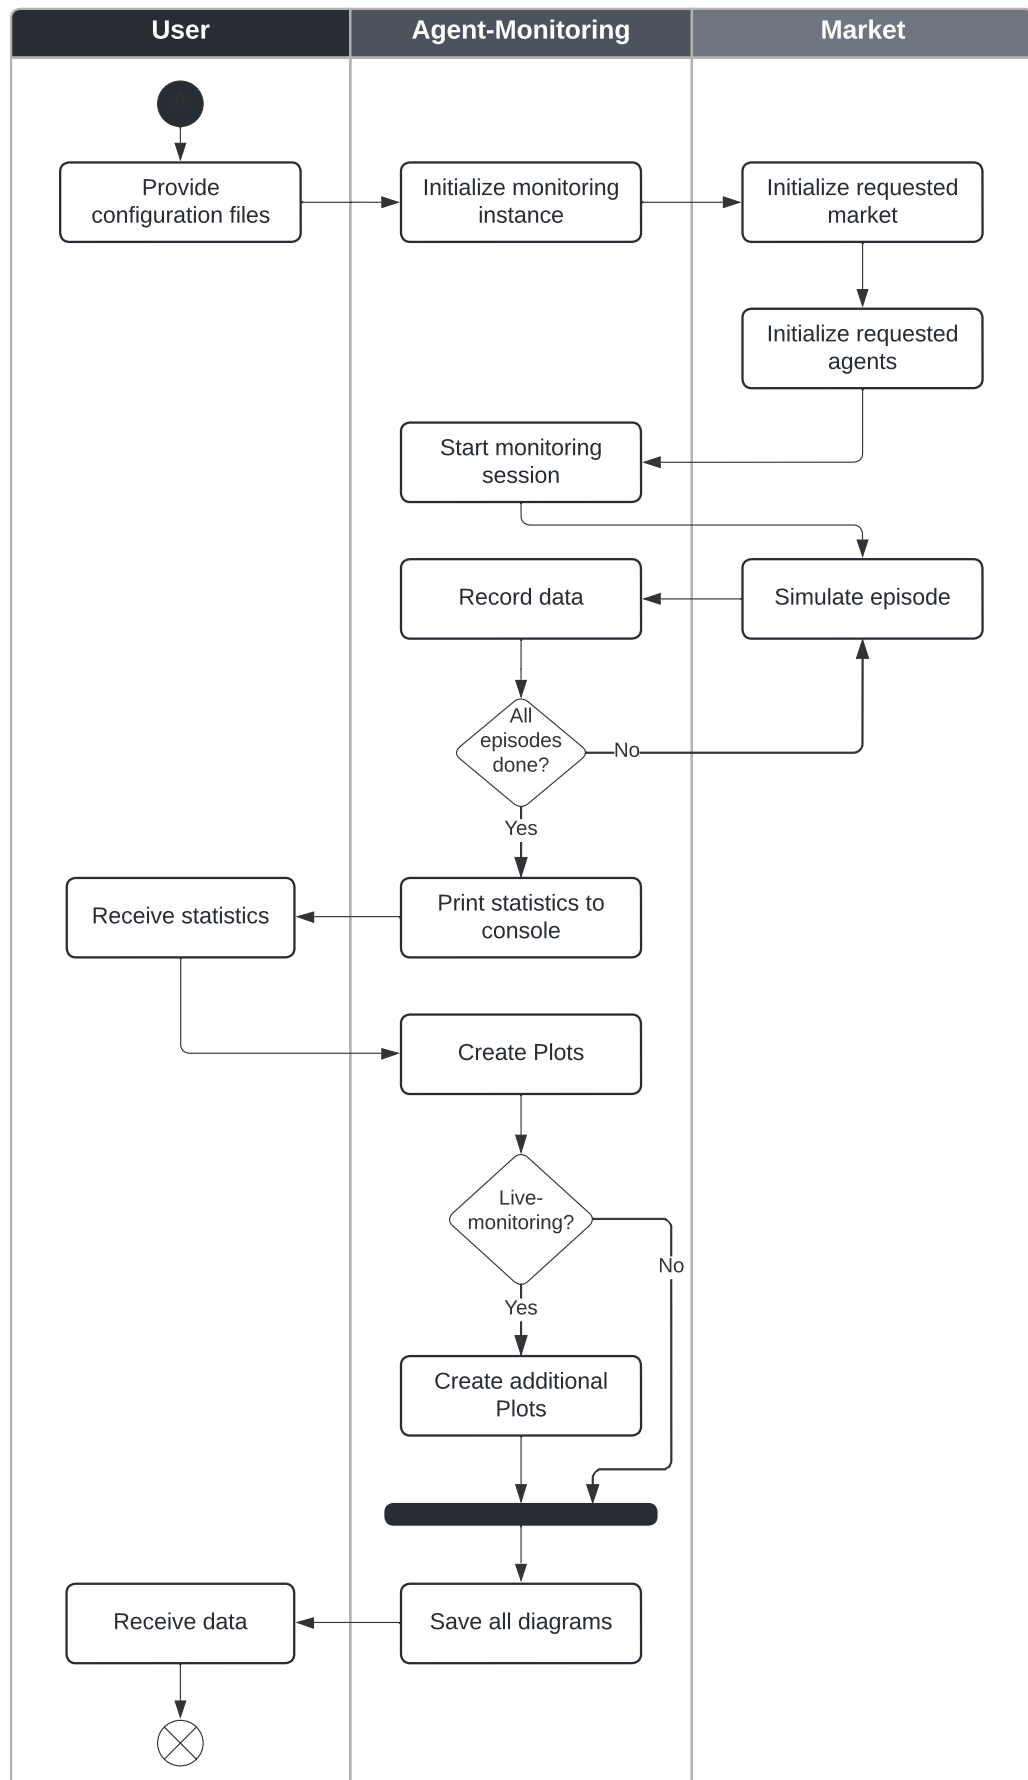 User
Agent-Monitoring
Market
A
Provide
configuration files
Initialize monitoring
instance
Initialize requested
market
Initialize requested
agents
Start monitoring
session
Record data
Simulate episode
All
episodes
done?
No
Yes
Receive statistics
Print statistics to
console
Create Plots
Live-
monitoring?
No
Yes
Create additional
Plots
Receive data
Save all diagrams